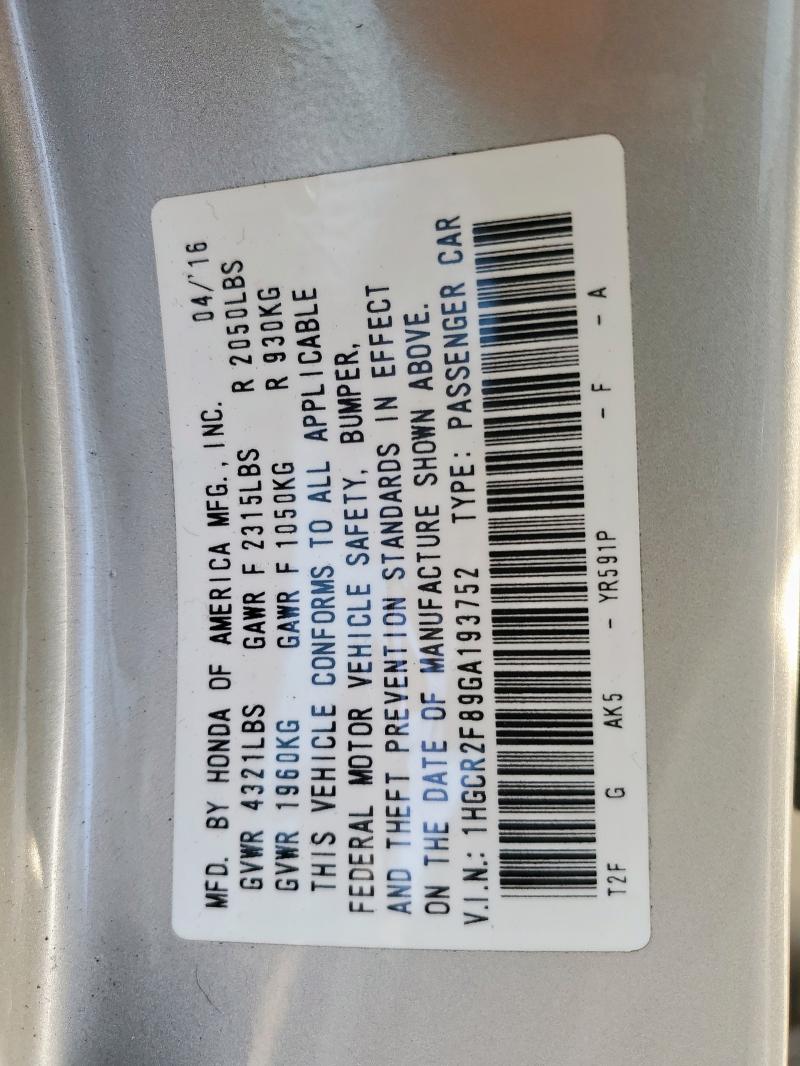 MFD. BY HONDA OF AMERICA MFG., INC. 04/'16
GVWR 4321LBS GAWR F 2315LBS R 2050LBS
GVWR 1960KG GAWR F 1050KG R 930KG
THIS VEHICLE CONFORMS TO ALL APPLICABLE
FEDERAL MOTOR VEHICLE SAFETY, BUMPER,
AND THEFT PREVENTION STANDARDS IN EFFECT
ON THE DATE OF MANUFACTURE SHOWN ABOVE.
V.I.N.: 1HGCR2F89GA193752 TYPE: PASSENGER CAR
T2F G AK5 - YR591P - F - A